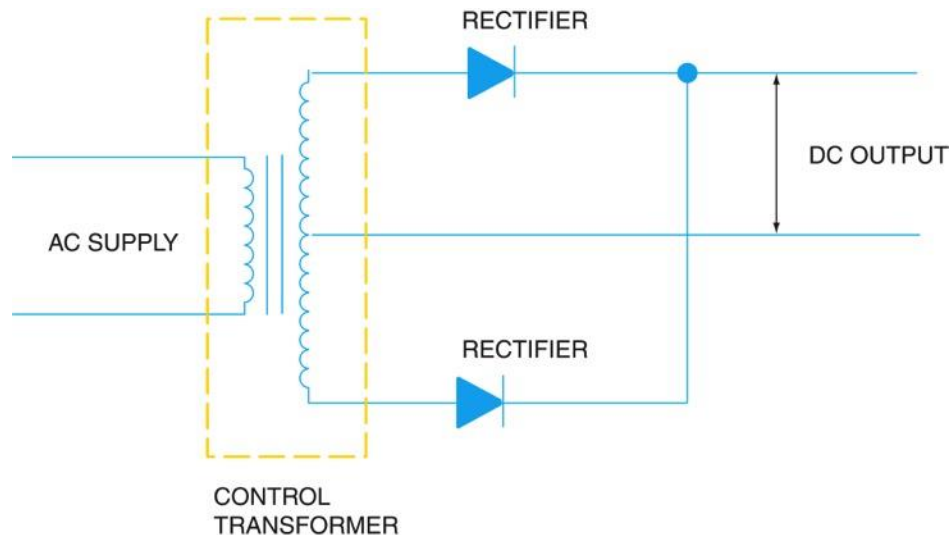 RECTIFIER
DC OUTPUT
AC SUPPLY
RECTIFIER
CONTROL
TRANSFORMER